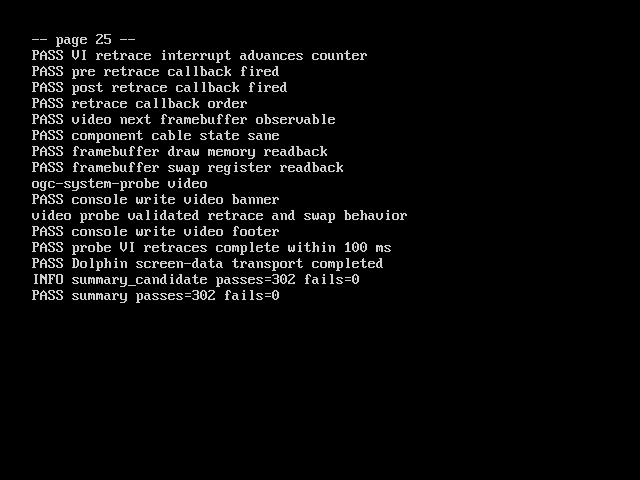 -- page 25 --
PASS VI retrace interrupt advances counter
PASS pre retrace callback fired
PASS post retrace callback fired
PASS retrace callback order
PASS video next framebuffer observable
PASS component cable state sane
PASS framebuffer draw memory readback
PASS framebuffer swap register readback
ogc-system-probe video
PASS console write video banner
video probe validated retrace and swap behavior
PASS console write video footer
PASS probe VI retraces complete within 100 ms
PASS Dolphin screen-data transport completed
INFO summary_candidate passes=302 fails=0
PASS summary passes=302 fails=0